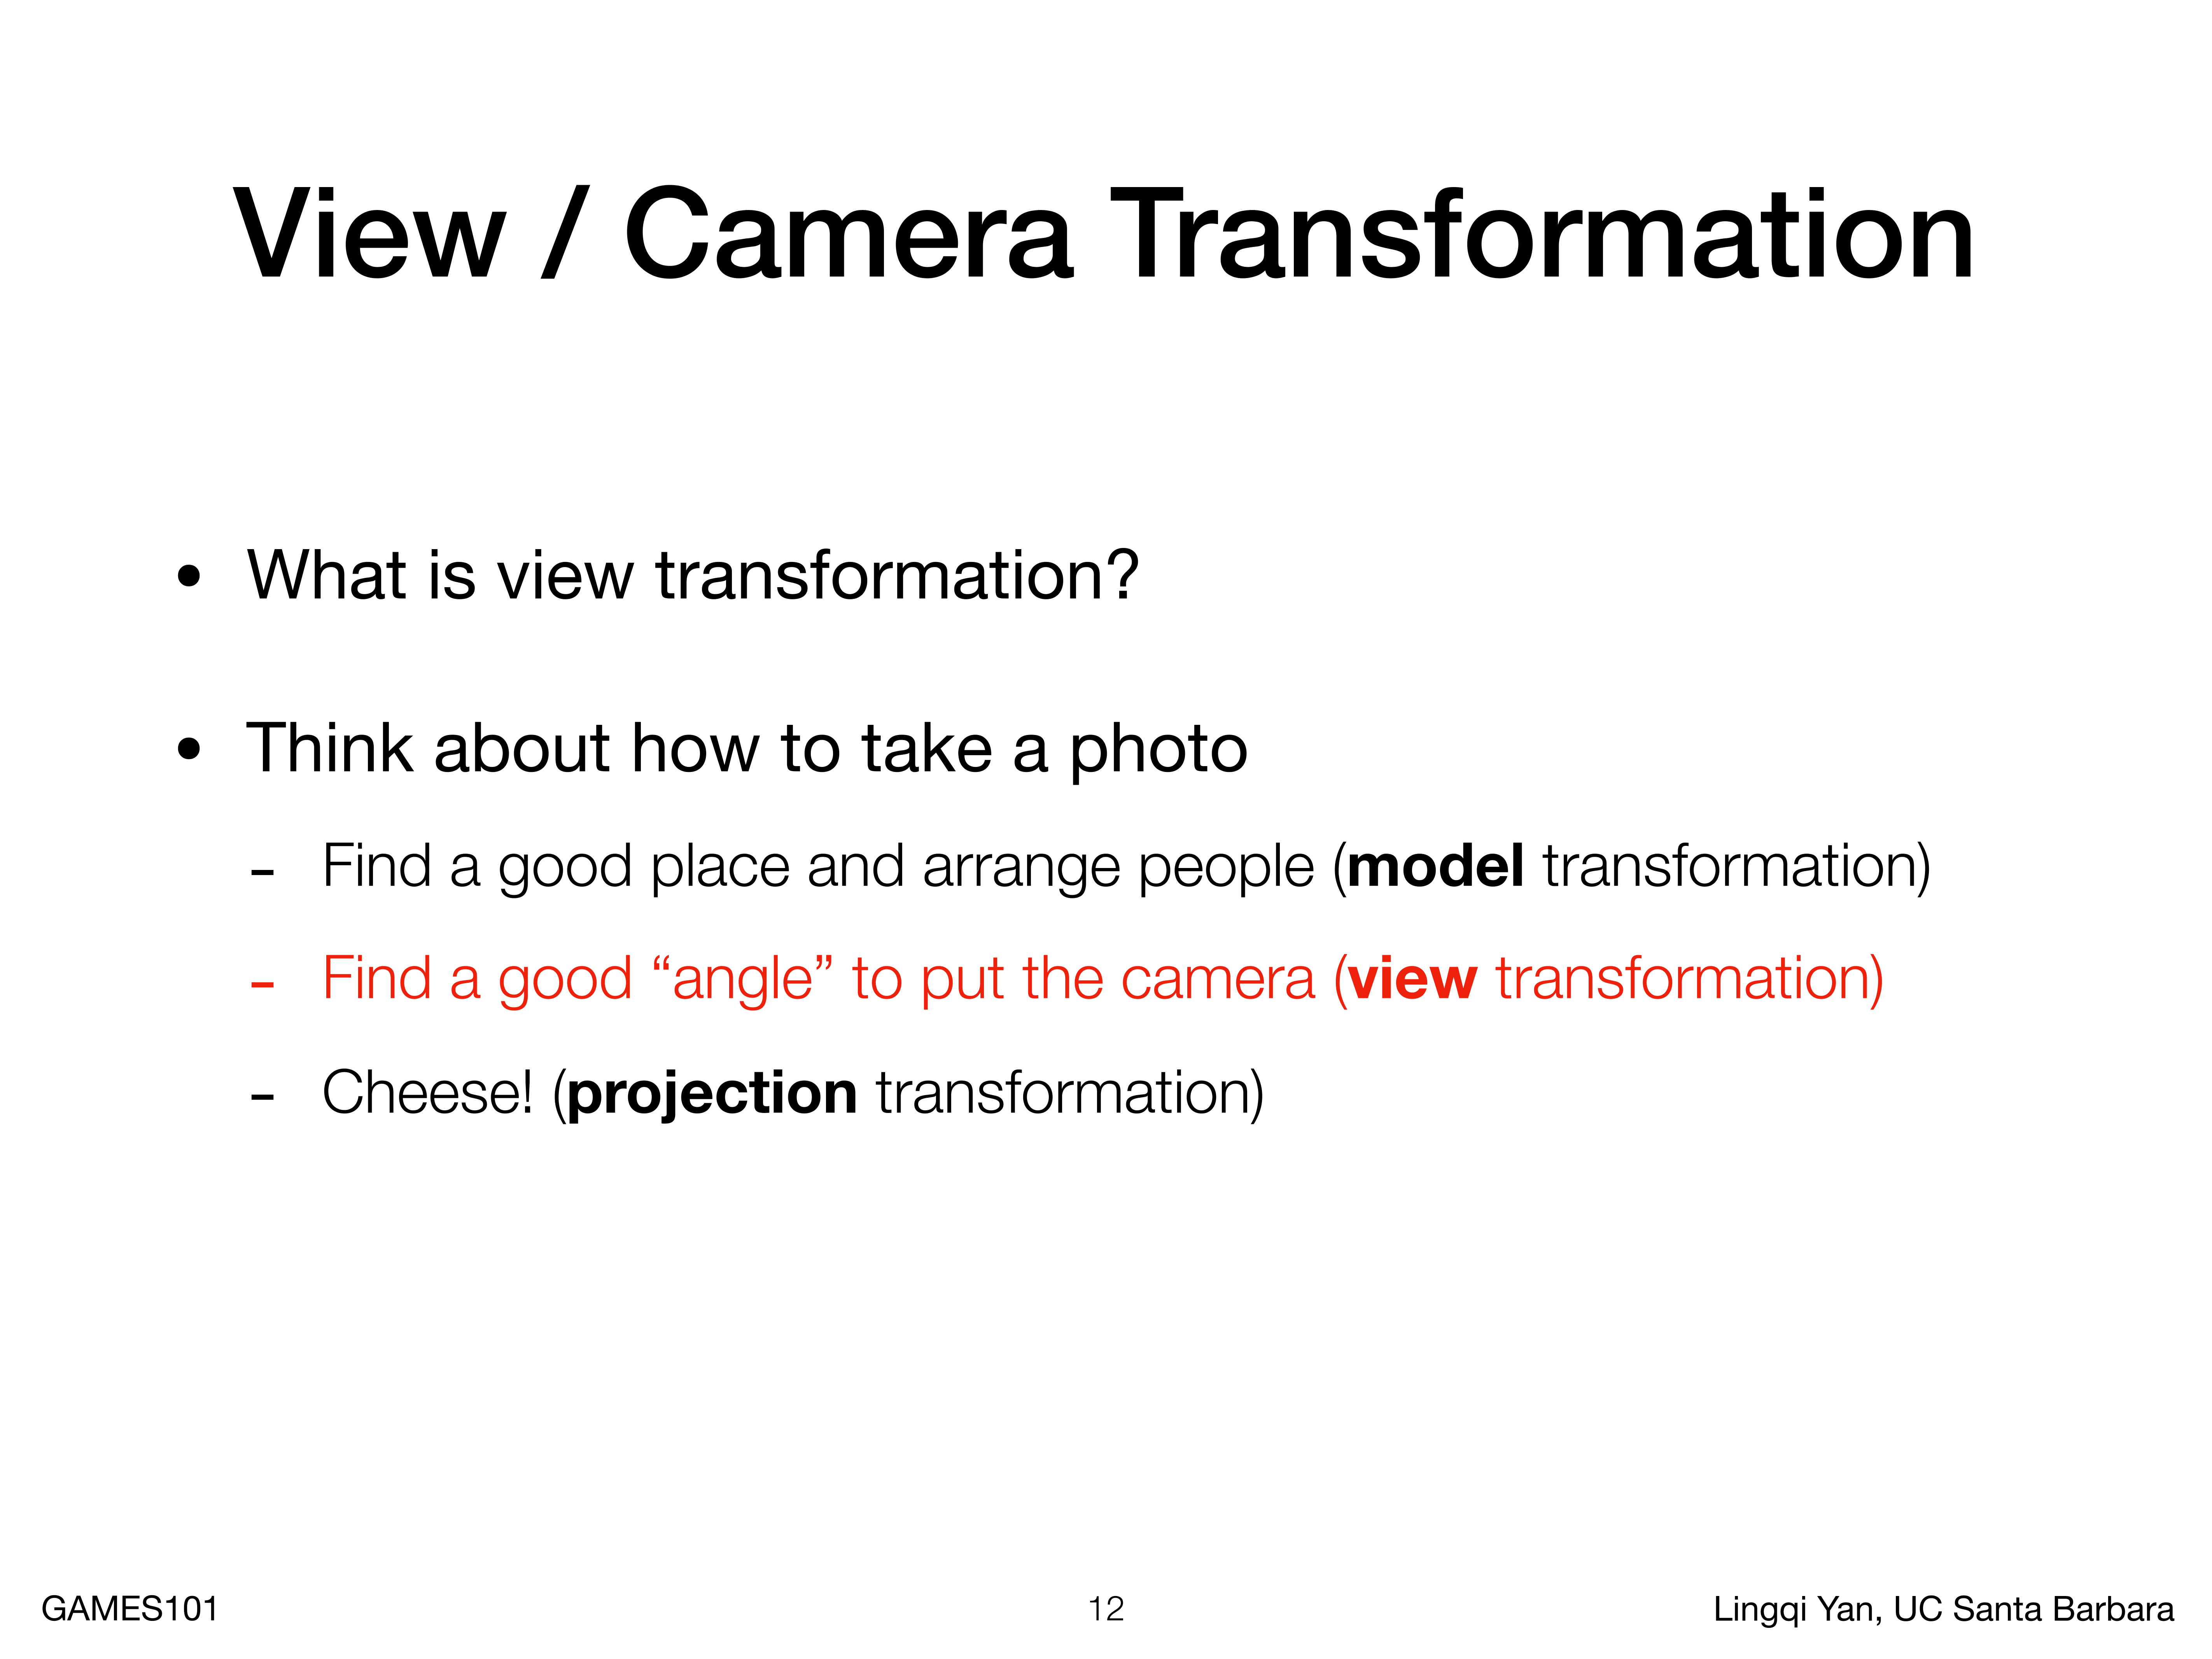 View / Camera Transformation
• What is view transformation?
• Think about how to take a photo
- Find a good place and arrange people (model transformation)
- Find a good “angle” to put the camera (view transformation)
- Cheese! (projection transformation)
GAMES101
12
Lingqi Yan, UC Santa Barbara